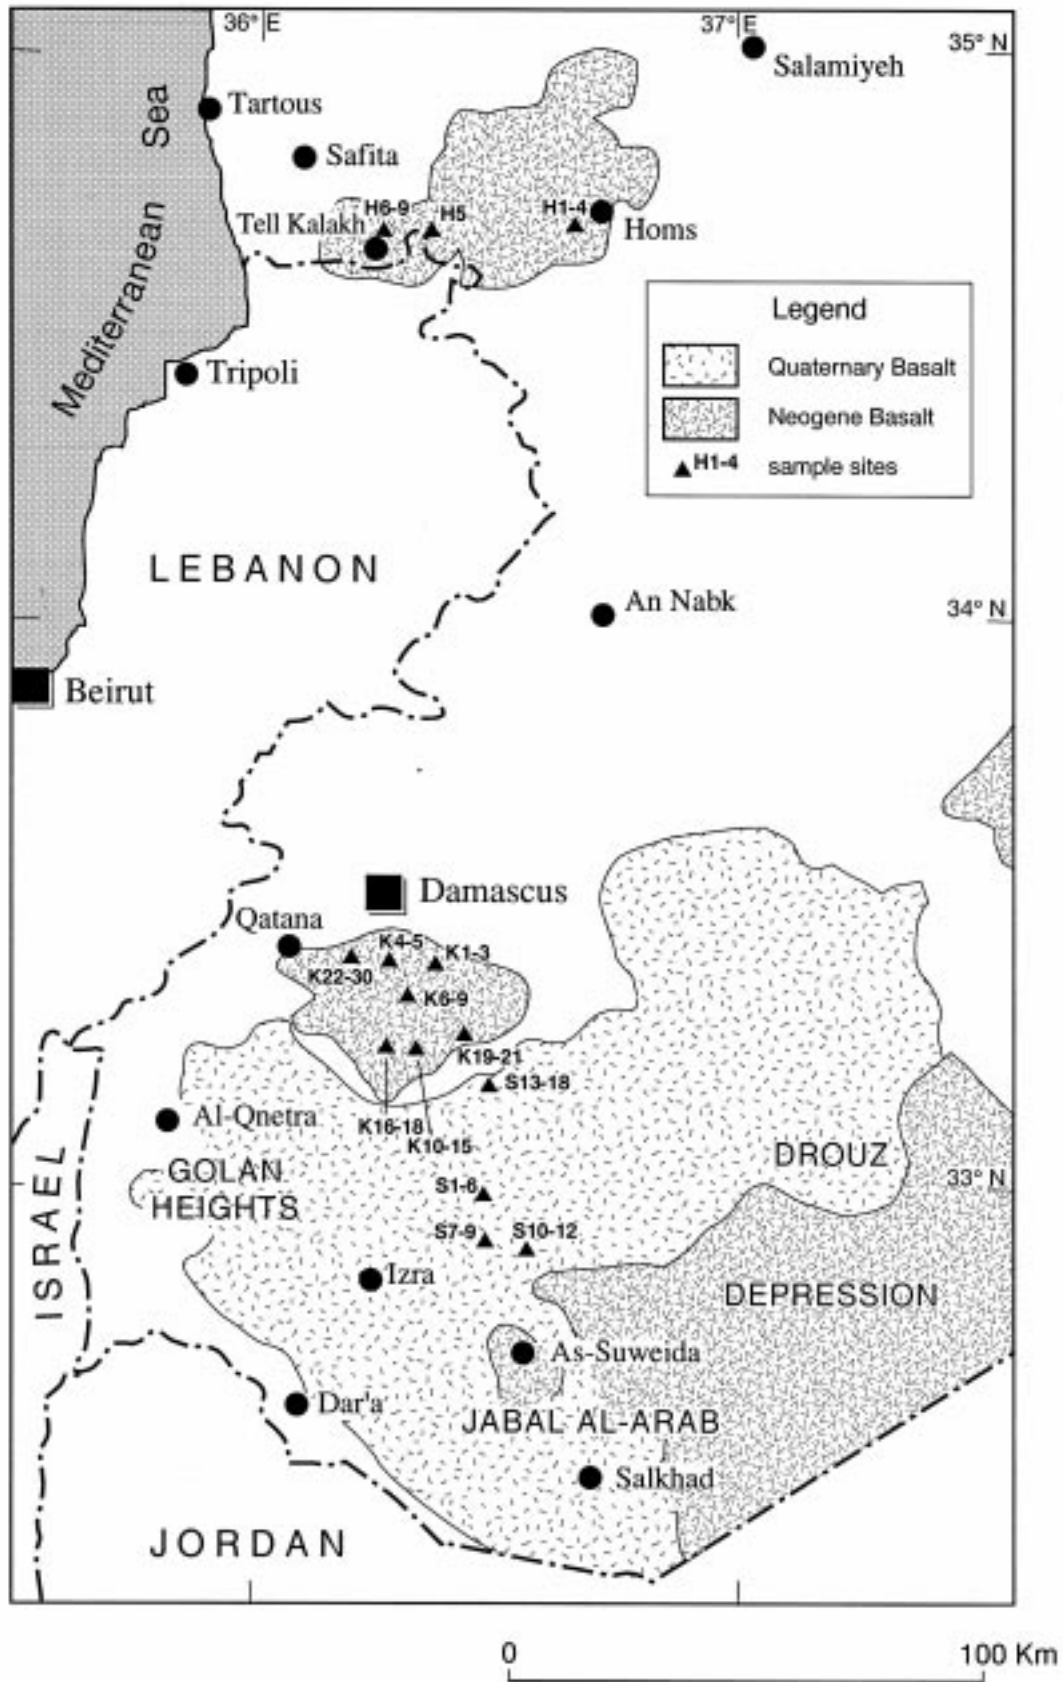 36° E
37° E
35° N
Salamiyeh
Tartous
Mediterranean Sea
Safita
H6-9
H5
H1-4
Tell Kalakh
Homs
Legend
Quaternary Basalt
Neogene Basalt
H1-4 sample sites
Tripoli
LEBANON
An Nabk
34° N
Beirut
Damascus
Qatana
K4-5
K1-3
K22-30
K6-9
K19-21
S13-18
Al-Qnetra
K16-18
K10-15
DROUZ
GOLAN
HEIGHTS
33° N
S1-6
S7-9
S10-12
ISRAEL
Izra
DEPRESSION
As-Suweida
Dar'a
JABAL AL-ARAB
Salkhad
JORDAN
0
100 Km